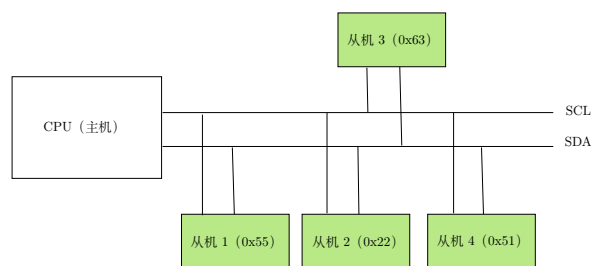 从机 3（0x63）
CPU（主机）
SCL
SDA
从机 1（0x55）
从机 2（0x22）
从机 4（0x51）